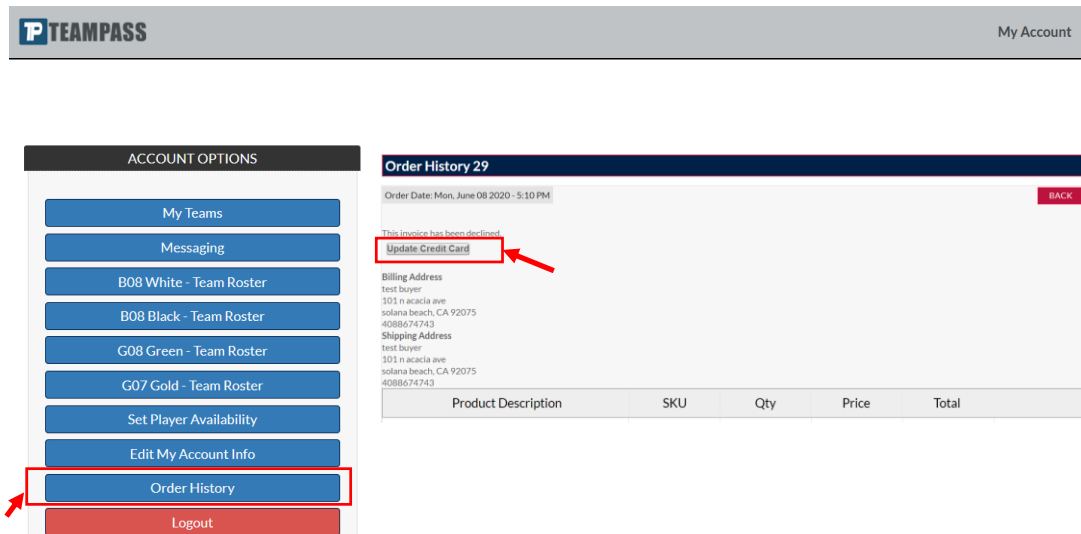 TP TEAMPASS
My Account
ACCOUNT OPTIONS
My Teams
Messaging
B08 White - Team Roster
B08 Black - Team Roster
G08 Green - Team Roster
G07 Gold - Team Roster
Set Player Availability
Edit My Account Info
Order History
Logout
Order History 29
Order Date: Mon, June 08 2020 - 5:10 PM
BACK
This invoice has been declined.
Update Credit Card
Billing Address
test buyer
101 n acacia ave
solana beach, CA 92075
4088674743
Shipping Address
test buyer
101 n acacia ave
solana beach, CA 92075
4088674743
Product Description SKU Qty Price Total